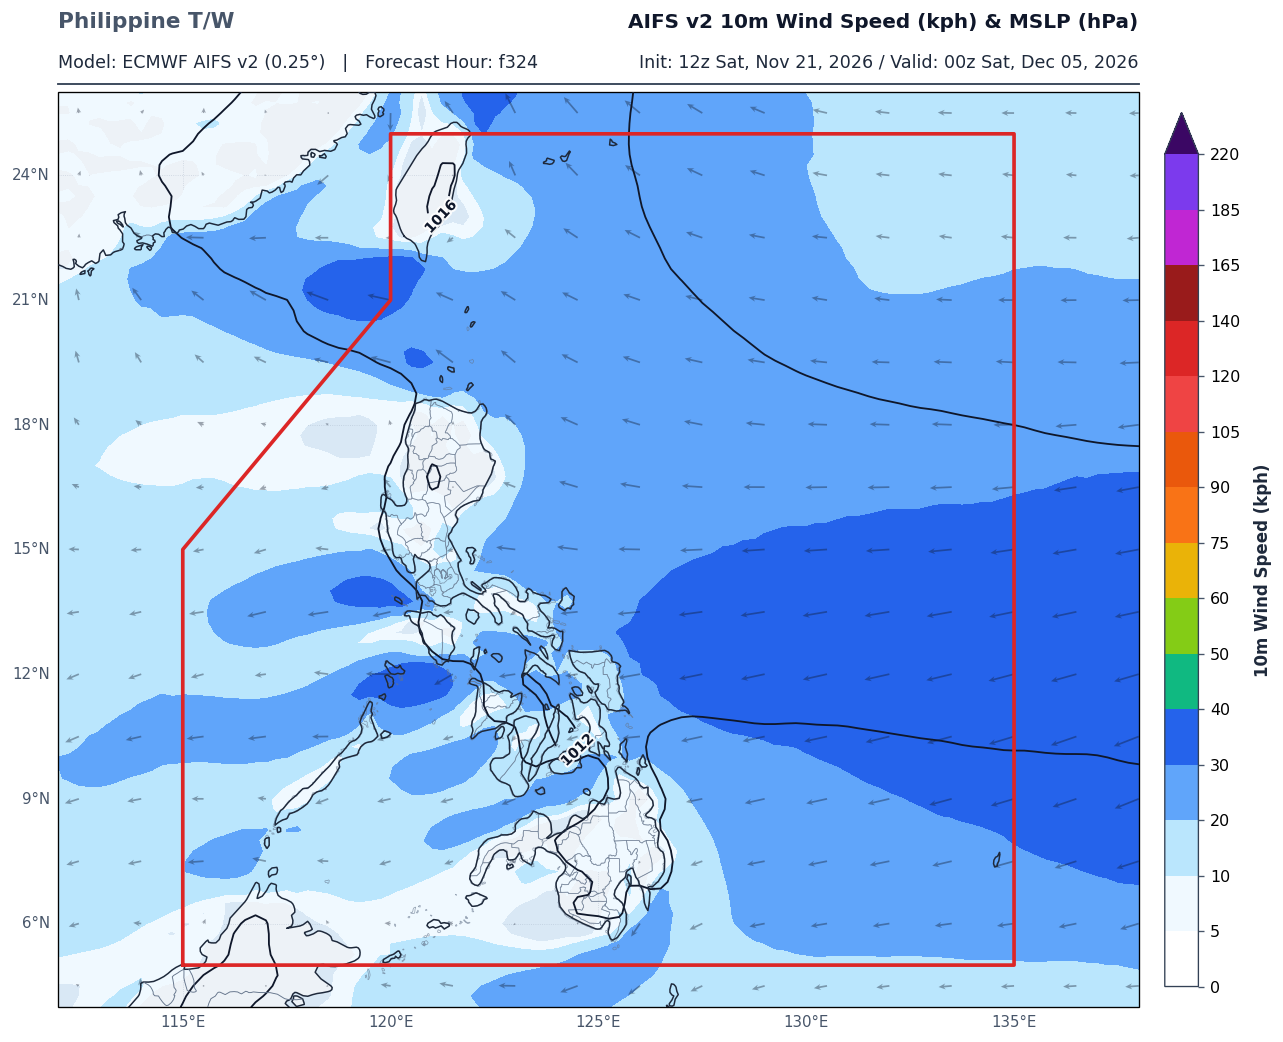 Philippine T/W
AIFS v2 10m Wind Speed (kph) & MSLP (hPa)
Model: ECMWF AIFS v2 (0.25°) | Forecast Hour: f324
Init: 12z Sat, Nov 21, 2026 / Valid: 00z Sat, Dec 05, 2026
24°N
21°N
18°N
15°N
12°N
9°N
6°N
115°E
120°E
125°E
130°E
135°E
1016
1012
220
185
165
140
120
105
90
75
60
50
40
30
20
10
5
0
10m Wind Speed (kph)